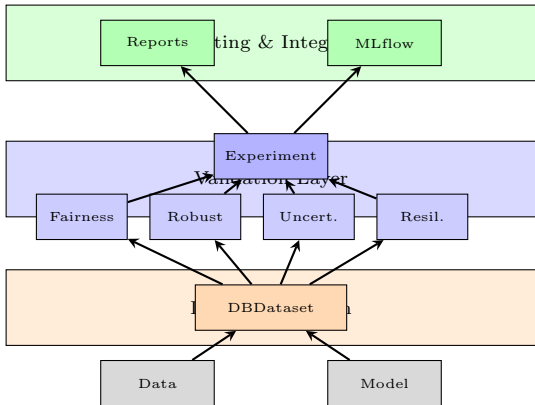 Reports
MLflow
Experiment
Fairness
Robust
Uncert.
Resil.
DBDataset
Data
Model